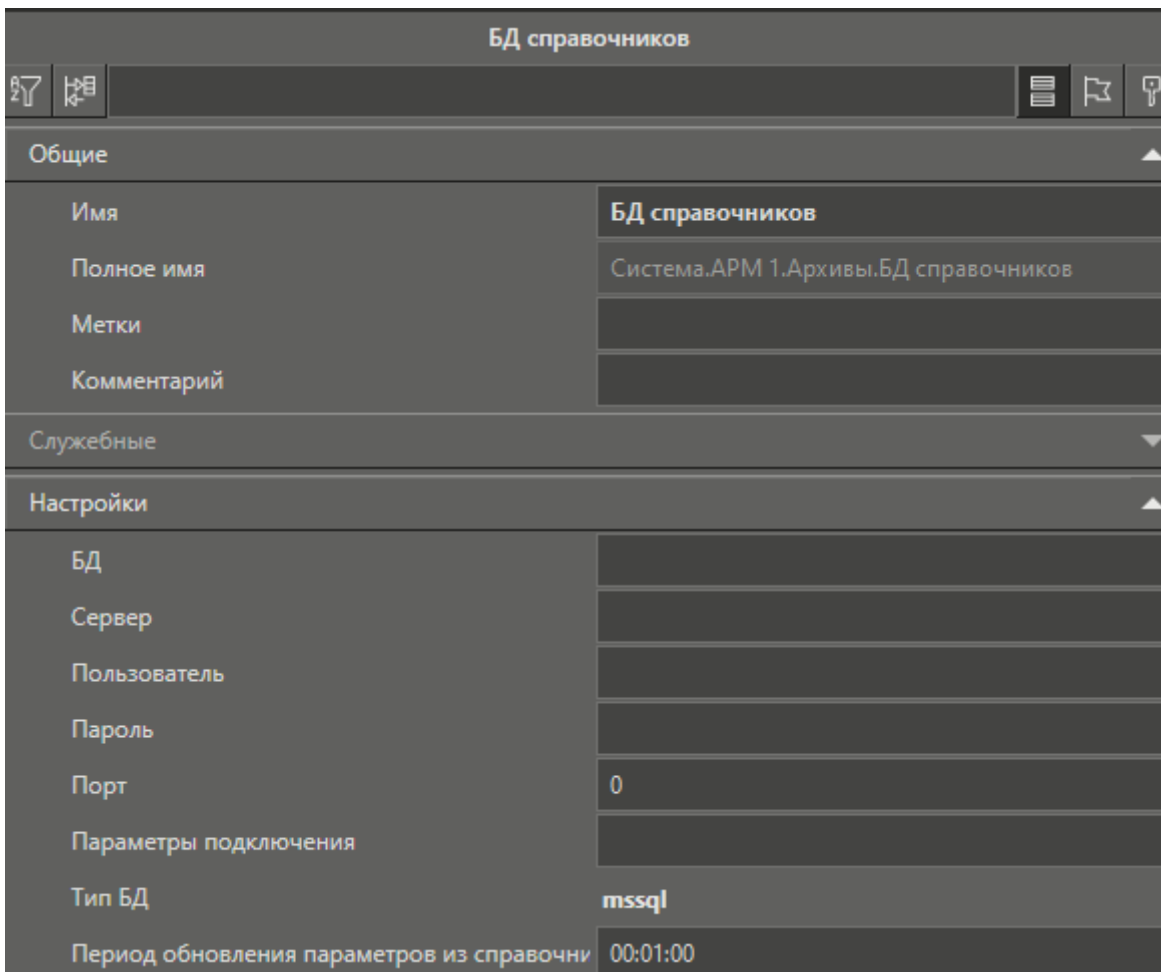 БД справочников
Общие
Имя БД справочников
Полное имя Система.АРМ 1.Архивы.БД справочников
Метки
Комментарий
Служебные
Настройки
БД
Сервер
Пользователь
Пароль
Порт 0
Параметры подключения
Тип БД mssql
Период обновления параметров из справочни 00:01:00